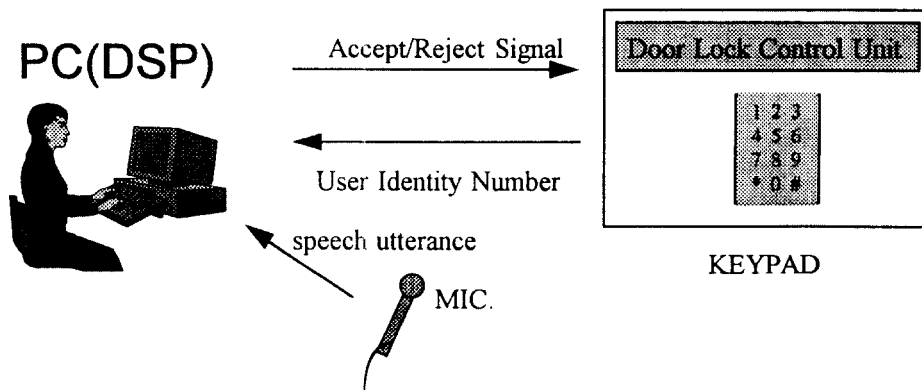 PC(DSP)
Accept/Reject Signal
Door Lock Control Unit
1 2 3
4 5 6
7 8 9
* 0 #
User Identity Number
speech utterance
KEYPAD
MIC.